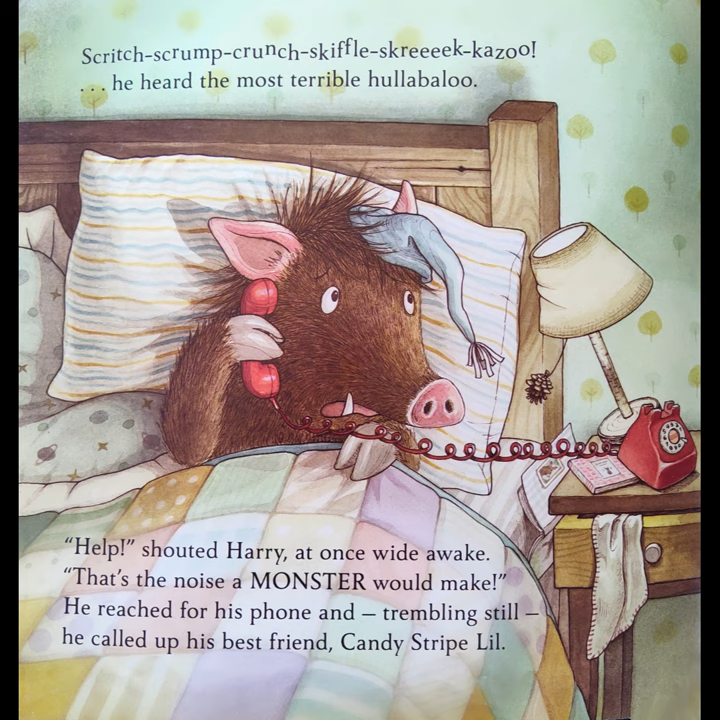 Scritch-scrump-crunch-skiffle-skreeeek-kazoo!
. . . he heard the most terrible hullabaloo.
“Help!” shouted Harry, at once wide awake.
“That’s the noise a MONSTER would make!”
He reached for his phone and – trembling still –
he called up his best friend, Candy Stripe Lil.